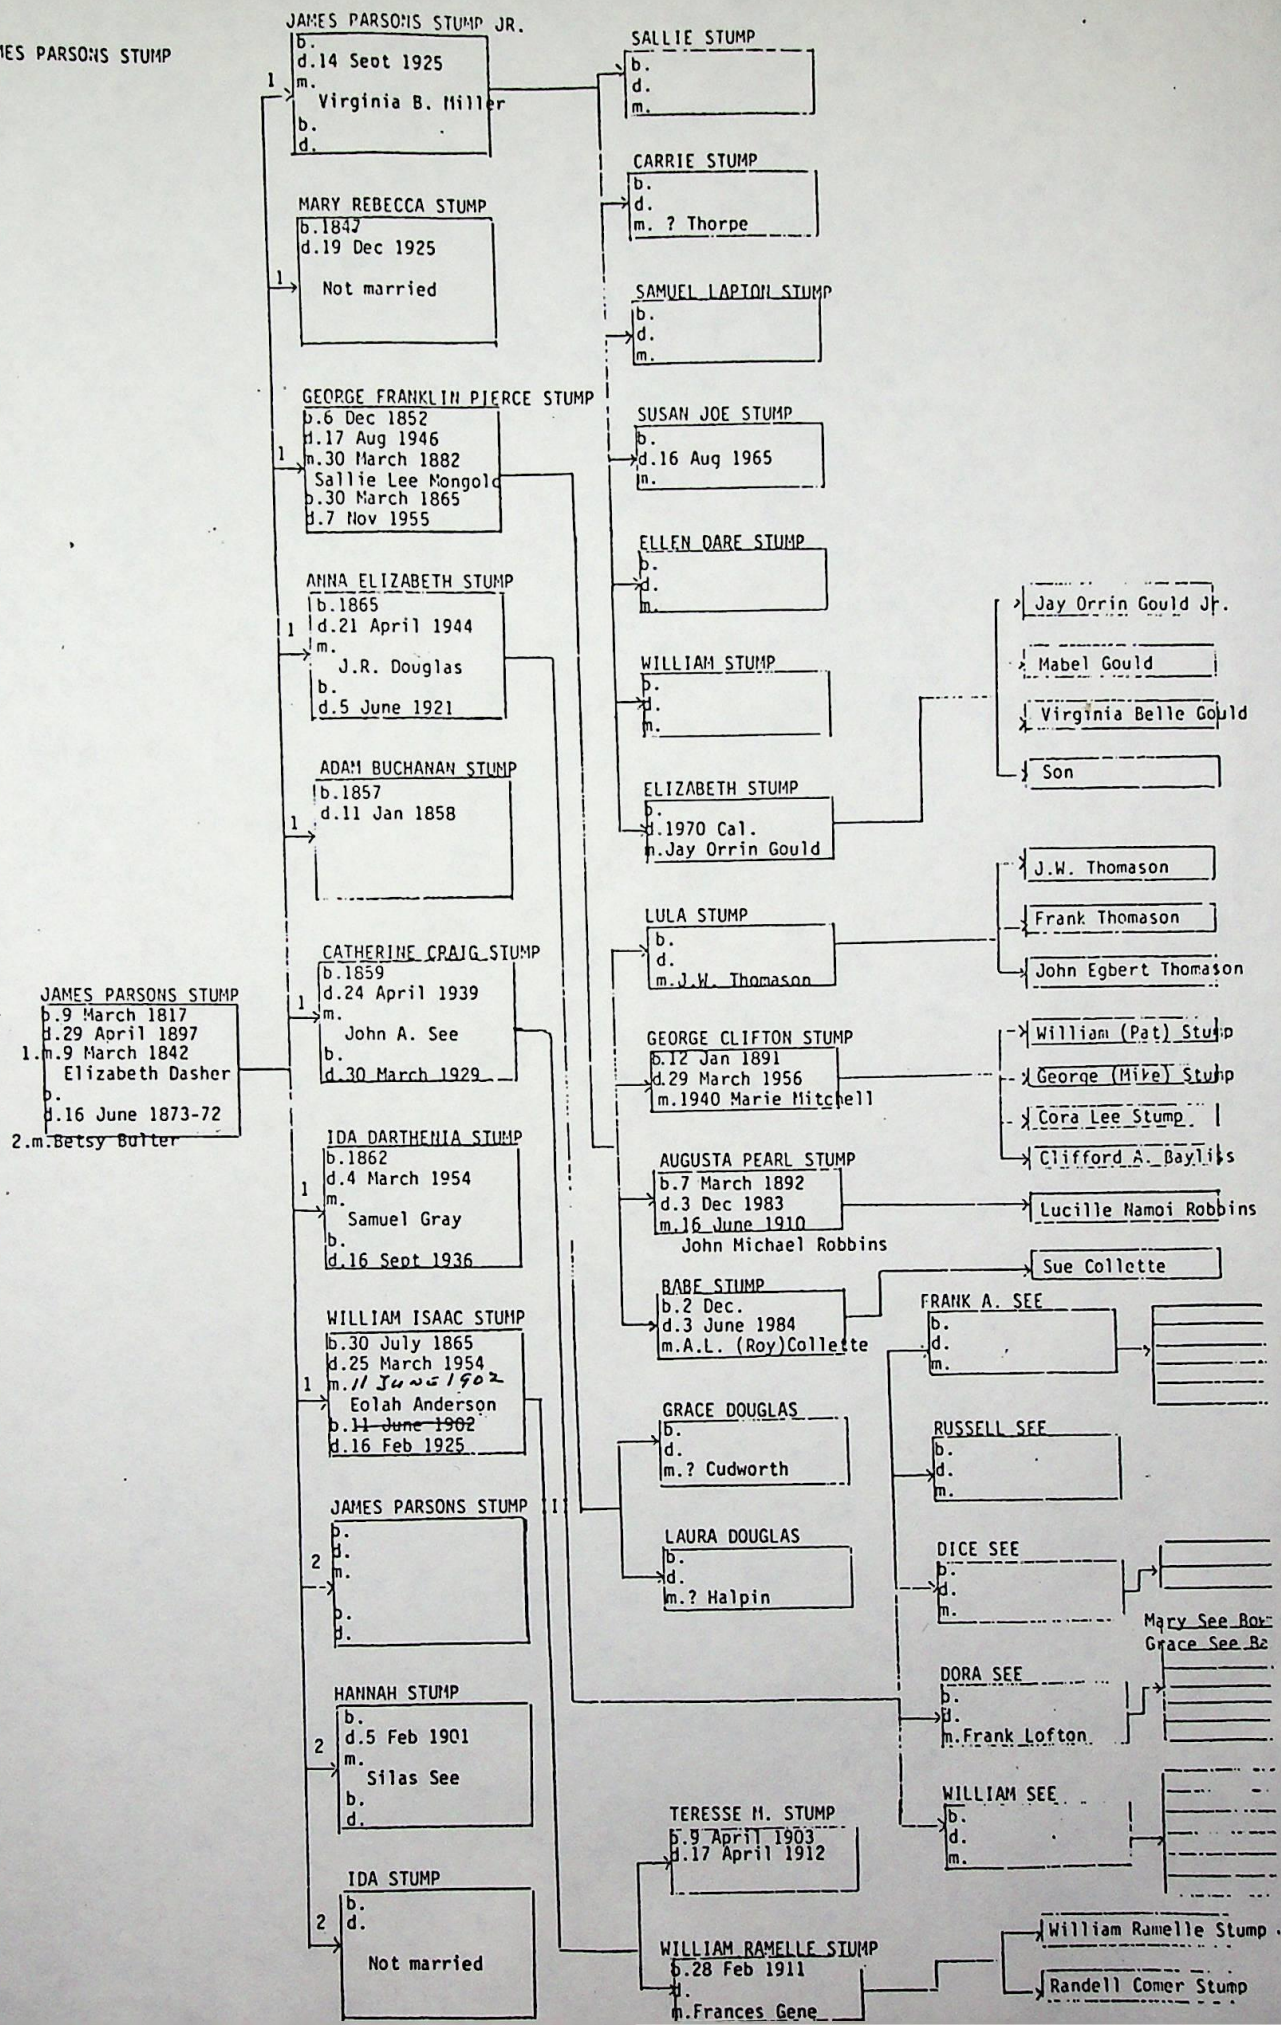 MES PARSONS STUMP
JAMES PARSONS STUMP
b.9 March 1817
d.29 April 1897
1.m.9 March 1842
Elizabeth Dasher
b.
d.16 June 1873-72
2.m.Betsy Bulter
1
JAMES PARSONS STUMP JR.
b.
d.14 Seot 1925
m.
Virginia B. Miller
b.
d.
1
MARY REBECCA STUMP
b.1847
d.19 Dec 1925
Not married
1
GEORGE FRANKLIN PIERCE STUMP
b.6 Dec 1852
d.17 Aug 1946
m.30 March 1882
Sallie Lee Mongold
b.30 March 1865
d.7 Nov 1955
1
ANNA ELIZABETH STUMP
b.1865
d.21 April 1944
m.
J.R. Douglas
b.
d.5 June 1921
1
ADAM BUCHANAN STUMP
b.1857
d.11 Jan 1858
1
CATHERINE CRAIG STUMP
b.1859
d.24 April 1939
m.
John A. See
b.
d.30 March 1929
1
IDA DARTHENIA STUMP
b.1862
d.4 March 1954
m.
Samuel Gray
b.
d.16 Sept 1936
1
WILLIAM ISAAC STUMP
b.30 July 1865
d.25 March 1954
m.11 JUNE 1902
Eolah Anderson
b.11 June 1902
d.16 Feb 1925
2
JAMES PARSONS STUMP II
b.
d.
m.
b.
d.
2
HANNAH STUMP
b.
d.5 Feb 1901
m.
Silas See
b.
d.
2
IDA STUMP
b.
d.
Not married
SALLIE STUMP
b.
d.
m.
CARRIE STUMP
b.
d.
m. ? Thorpe
SAMUEL LAPTON STUMP
b.
d.
m.
SUSAN JOE STUMP
b.
d.16 Aug 1965
m.
ELLEN DARE STUMP
b.
d.
m.
WILLIAM STUMP
b.
d.
m.
ELIZABETH STUMP
b.
d.1970 Cal.
m.Jay Orrin Gould
LULA STUMP
b.
d.
m.J.W. Thomason
GEORGE CLIFTON STUMP
b.12 Jan 1891
d.29 March 1956
m.1940 Marie Mitchell
AUGUSTA PEARL STUMP
b.7 March 1892
d.3 Dec 1983
m.16 June 1910
John Michael Robbins
BABE STUMP
b.2 Dec.
d.3 June 1984
m.A.L. (Roy)Collette
GRACE DOUGLAS
b.
d.
m.? Cudworth
LAURA DOUGLAS
b.
d.
m.? Halpin
TERESSE M. STUMP
b.9 April 1903
d.17 April 1912
WILLIAM RAMELLE STUMP
b.28 Feb 1911
d.
m.Frances Gene
Jay Orrin Gould Jr.
Mabel Gould
Virginia Belle Gould
Son
J.W. Thomason
Frank Thomason
John Egbert Thomason
William (Pat) Stump
George (Mike) Stump
Cora Lee Stump
Clifford A. Bayliss
Lucille Namoi Robbins
Sue Collette
FRANK A. SEE
b.
d.
m.
RUSSELL SEE
b.
d.
m.
DICE SEE
b.
d.
m.
Mary See
Grace See
DORA SEE
b.
d.
m.Frank Lofton
WILLIAM SEE
b.
d.
m.
William Ramelle Stump
Randell Comer Stump